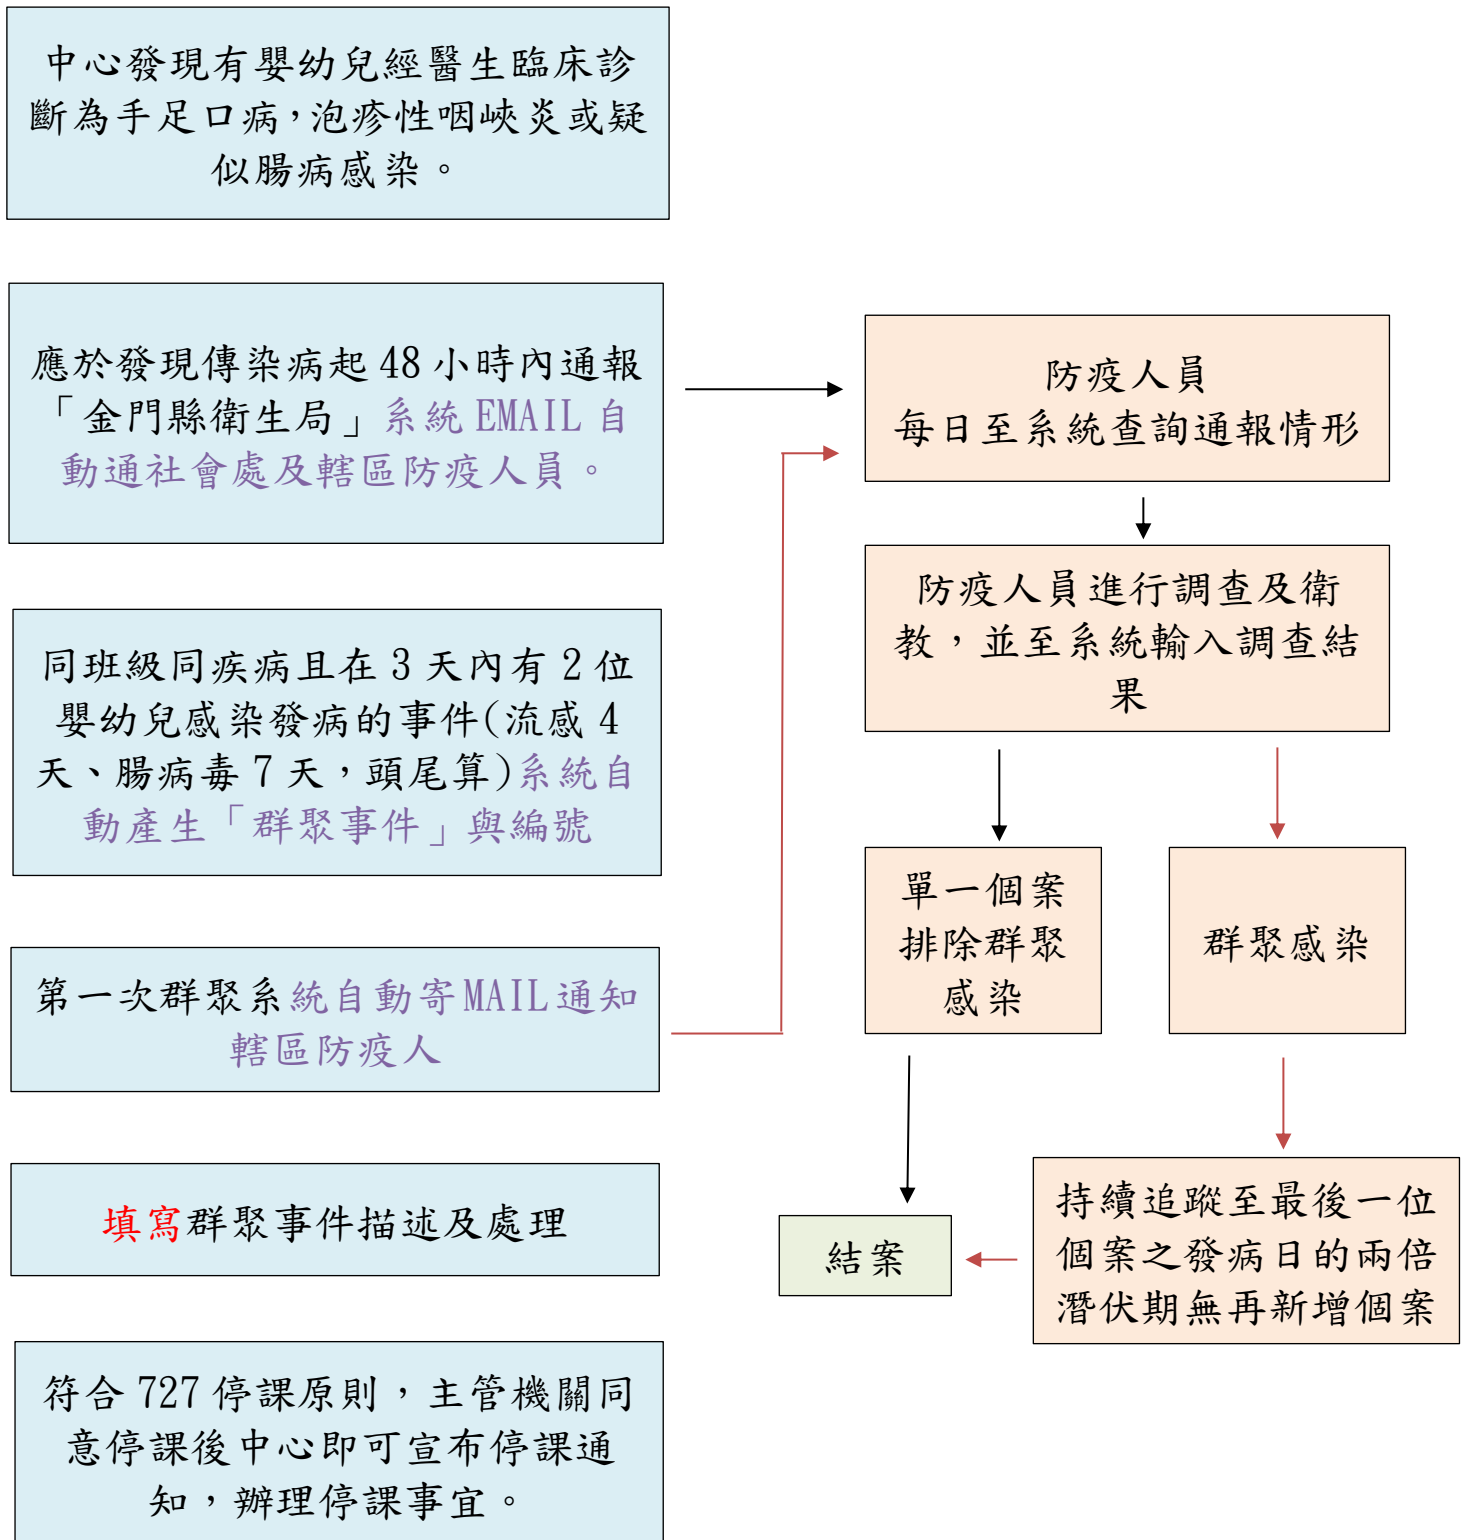 中心發現有嬰幼兒經醫生臨床診
斷為手足口病,泡疹性咽峽炎或疑
似腸病感染。
應於發現傳染病起 48 小時內通報
「金門縣衛生局」系統 EMAIL 自
動通社會處及轄區防疫人員。
同班級同疾病且在 3 天內有 2 位
嬰幼兒感染發病的事件(流感 4
天、腸病毒 7 天,頭尾算)系統自
動產生「群聚事件」與編號
第一次群聚系統自動寄MAIL通知
轄區防疫人
填寫群聚事件描述及處理
符合 727 停課原則,主管機關同
意停課後中心即可宣布停課通
知,辦理停課事宜。
防疫人員
每日至系統查詢通報情形
防疫人員進行調查及衛
教,並至系統輸入調查結
果
單一個案
排除群聚
感染
群聚感染
結案
持續追蹤至最後一位
個案之發病日的兩倍
潛伏期無再新增個案